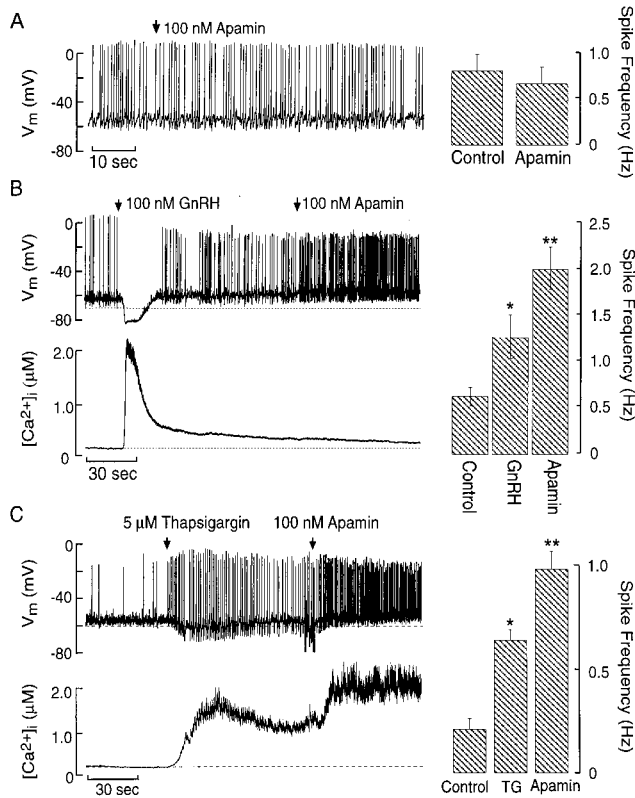 A
100 nM Apamin
0
-40
-80
Vm (mV)
10 sec
Control Apamin
1.0
0.5
0
Spike Frequency (Hz)
B
100 nM GnRH
100 nM Apamin
0
-40
-80
Vm (mV)
2.0
1.0
0
[Ca2+]i (μM)
30 sec
*
**
Control
GnRH
Apamin
2.5
2.0
1.5
1.0
0.5
0
Spike Frequency (Hz)
C
5 μM Thapsigargin
100 nM Apamin
0
-40
-80
Vm (mV)
2.0
1.0
0
[Ca2+]i (μM)
30 sec
*
**
Control TG Apamin
1.0
0.5
0
Spike Frequency (Hz)